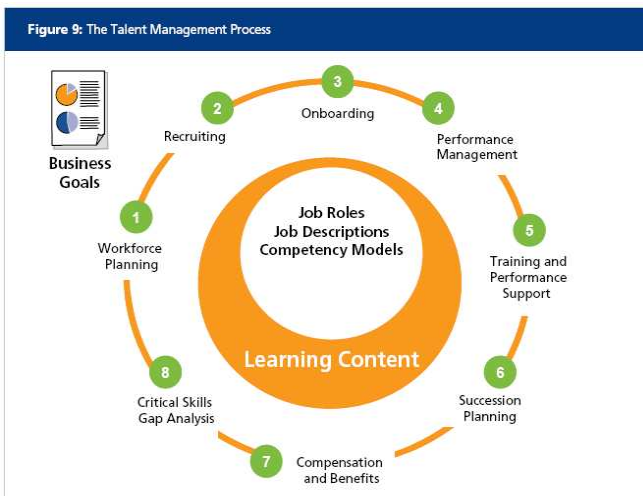 Figure 9: The Talent Management Process
Business
Goals
1
Workforce
Planning
2
Recruiting
3
Onboarding
4
Performance
Management
5
Training and
Performance
Support
6
Succession
Planning
7
Compensation
and Benefits
8
Critical Skills
Gap Analysis
Job Roles
Job Descriptions
Competency Models
Learning Content